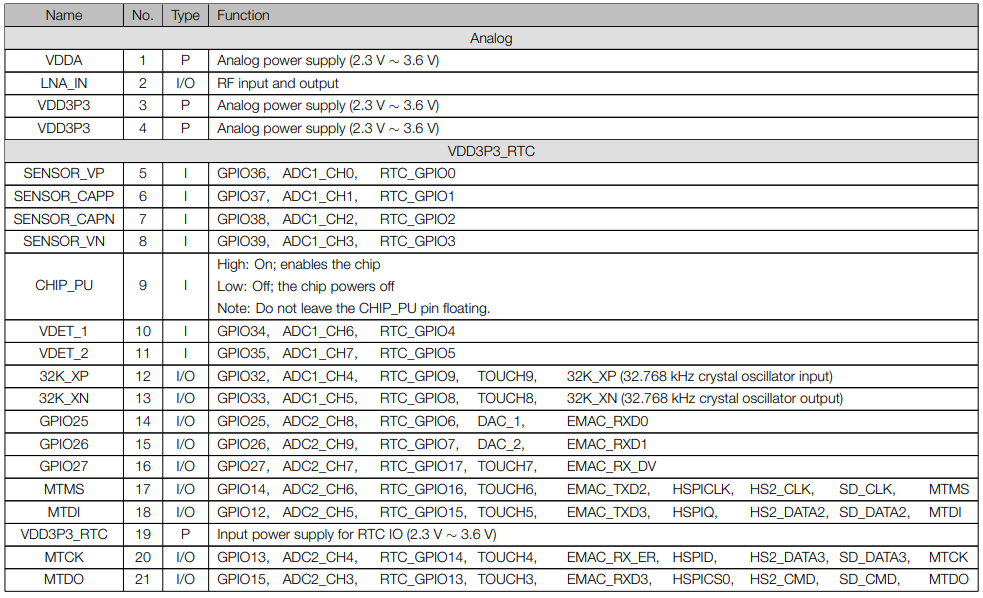 Name No. Type Function
Analog
VDDA 1 P Analog power supply (2.3 V ∼ 3.6 V)
LNA_IN 2 I/O RF input and output
VDD3P3 3 P Analog power supply (2.3 V ∼ 3.6 V)
VDD3P3 4 P Analog power supply (2.3 V ∼ 3.6 V)
VDD3P3_RTC
SENSOR_VP 5 I GPIO36, ADC1_CH0, RTC_GPIO0
SENSOR_CAPP 6 I GPIO37, ADC1_CH1, RTC_GPIO1
SENSOR_CAPN 7 I GPIO38, ADC1_CH2, RTC_GPIO2
SENSOR_VN 8 I GPIO39, ADC1_CH3, RTC_GPIO3
High: On; enables the chip
CHIP_PU 9 I Low: Off; the chip powers off
Note: Do not leave the CHIP_PU pin floating.
VDET_1 10 I GPIO34, ADC1_CH6, RTC_GPIO4
VDET_2 11 I GPIO35, ADC1_CH7, RTC_GPIO5
32K_XP 12 I/O GPIO32, ADC1_CH4, RTC_GPIO9, TOUCH9, 32K_XP (32.768 kHz crystal oscillator input)
32K_XN 13 I/O GPIO33, ADC1_CH5, RTC_GPIO8, TOUCH8, 32K_XN (32.768 kHz crystal oscillator output)
GPIO25 14 I/O GPIO25, ADC2_CH8, RTC_GPIO6, DAC_1, EMAC_RXD0
GPIO26 15 I/O GPIO26, ADC2_CH9, RTC_GPIO7, DAC_2, EMAC_RXD1
GPIO27 16 I/O GPIO27, ADC2_CH7, RTC_GPIO17, TOUCH7, EMAC_RX_DV
MTMS 17 I/O GPIO14, ADC2_CH6, RTC_GPIO16, TOUCH6, EMAC_TXD2, HSPICLK, HS2_CLK, SD_CLK, MTMS
MTDI 18 I/O GPIO12, ADC2_CH5, RTC_GPIO15, TOUCH5, EMAC_TXD3, HSPIQ, HS2_DATA2, SD_DATA2, MTDI
VDD3P3_RTC 19 P Input power supply for RTC IO (2.3 V ∼ 3.6 V)
MTCK 20 I/O GPIO13, ADC2_CH4, RTC_GPIO14, TOUCH4, EMAC_RX_ER, HSPID, HS2_DATA3, SD_DATA3, MTCK
MTDO 21 I/O GPIO15, ADC2_CH3, RTC_GPIO13, TOUCH3, EMAC_RXD3, HSPICS0, HS2_CMD, SD_CMD, MTDO